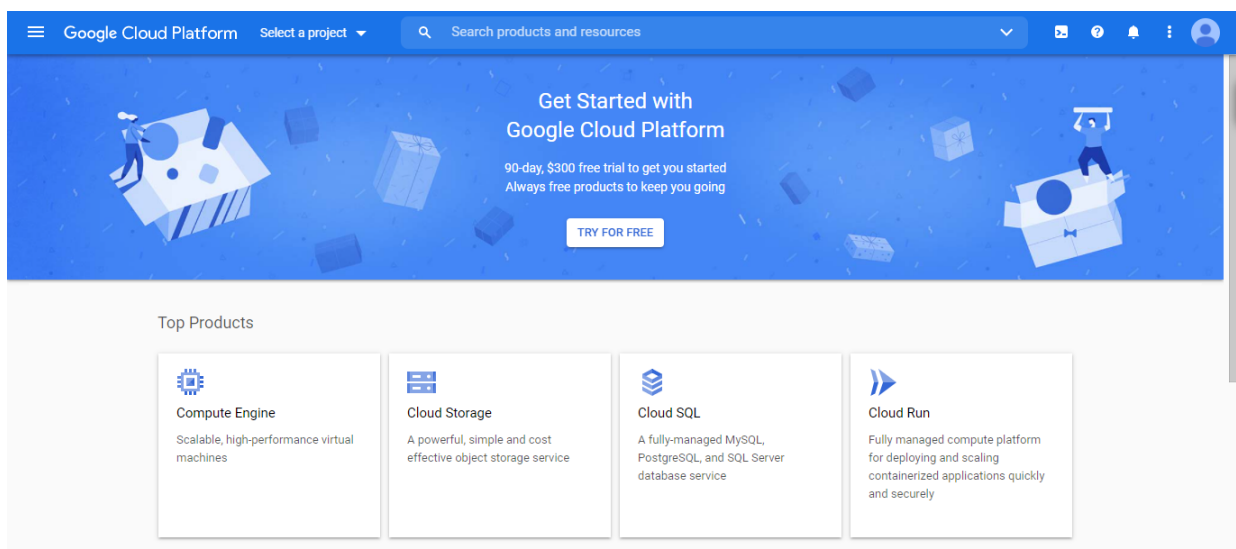 Google Cloud Platform Select a project Search products and resources
Get Started with
Google Cloud Platform
90-day, $300 free trial to get you started
Always free products to keep you going
TRY FOR FREE
Top Products
Compute Engine
Scalable, high-performance virtual
machines
Cloud Storage
A powerful, simple and cost
effective object storage service
Cloud SQL
A fully-managed MySQL,
PostgreSQL, and SQL Server
database service
Cloud Run
Fully managed compute platform
for deploying and scaling
containerized applications quickly
and securely